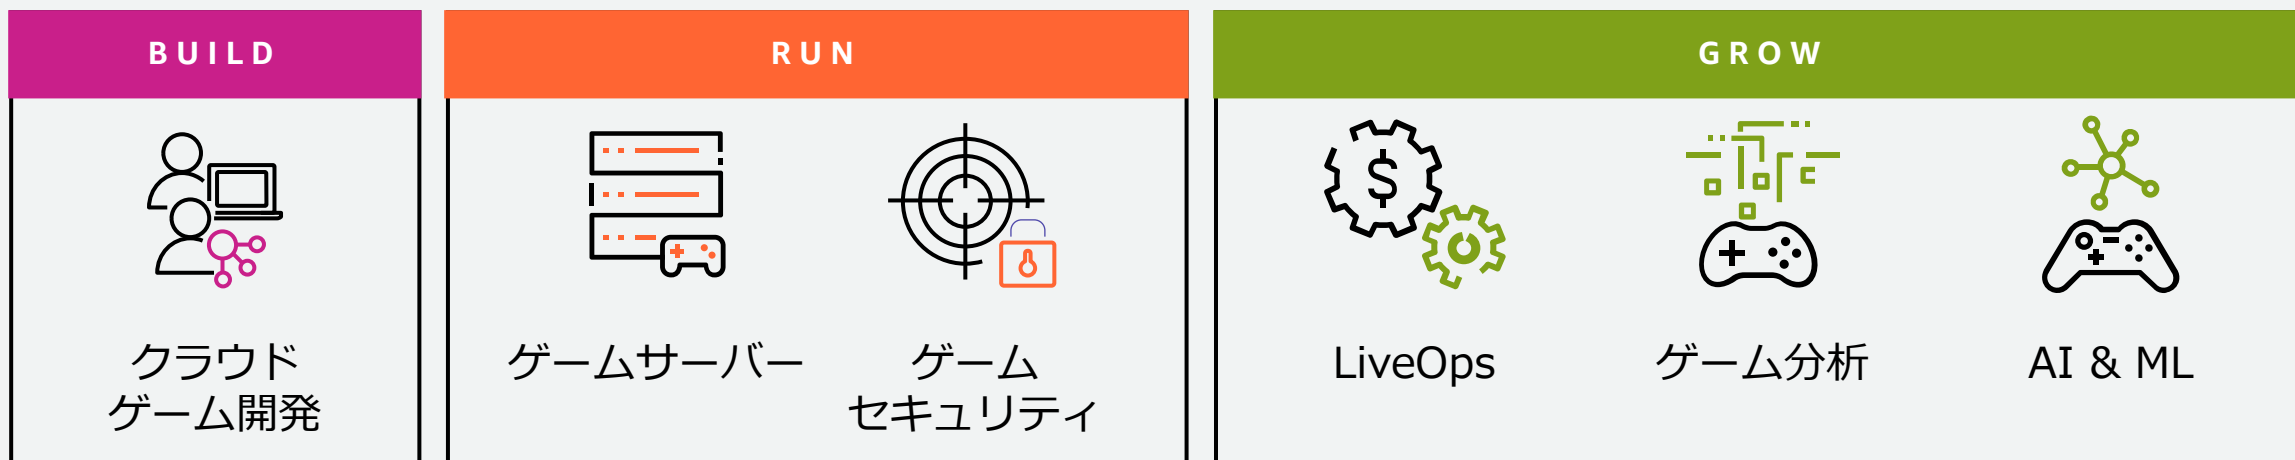 BUILD
RUN
GROW
クラウド
ゲーム開発
ゲームサーバー
ゲーム
セキュリティ
LiveOps
ゲーム分析
AI & ML